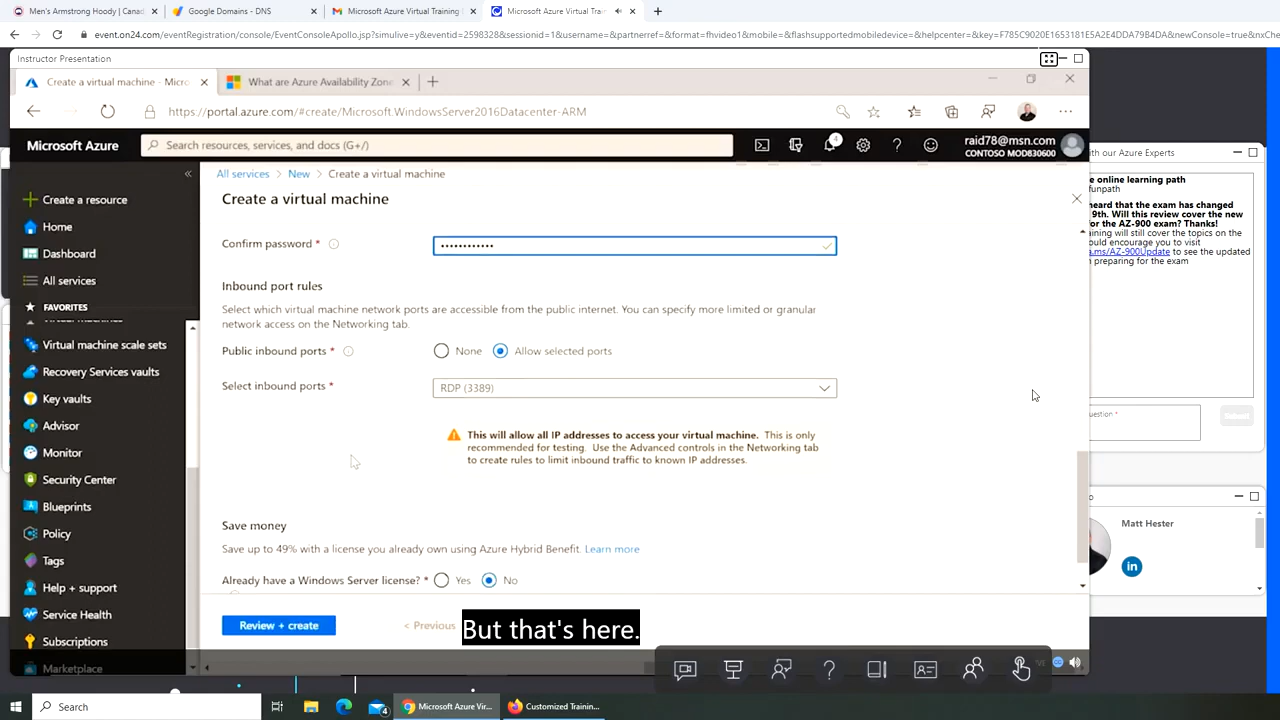 Men's Armstrong Hoody | Canad
Google Domains - DNS
Microsoft Azure Virtual Training
Microsoft Azure Virtual Trai
event.on24.com/eventRegistration/console/EventConsoleApollo.jsp?simulive=y&eventid=2598328&sessionid=1&username=&partnerref=&format=fhvideo1&mobile=&flashsupportedmobiledevice=&helpcenter=&key=F785C9020E1653181E5A2E4DDA79B4DA&newConsole=true&nxChe
Instructor Presentation
Create a virtual machine - Micro
What are Azure Availability Zone
https://portal.azure.com/#create/Microsoft.WindowsServer2016Datacenter-ARM
Microsoft Azure
Search resources, services, and docs (G+/)
4
raid78@msn.com
CONTOSO MOD830600
All services > New > Create a virtual machine
Create a virtual machine
Create a resource
Home
Dashboard
All services
FAVORITES
Virtual machine scale sets
Recovery Services vaults
Key vaults
Advisor
Monitor
Security Center
Blueprints
Policy
Tags
Help + support
Service Health
Subscriptions
Marketplace
Confirm password *
Inbound port rules
Select which virtual machine network ports are accessible from the public internet. You can specify more limited or granular
network access on the Networking tab.
Public inbound ports *
None
Allow selected ports
Select inbound ports *
RDP (3389)
This will allow all IP addresses to access your virtual machine. This is only
recommended for testing. Use the Advanced controls in the Networking tab
to create rules to limit inbound traffic to known IP addresses.
Save money
Save up to 49% with a license you already own using Azure Hybrid Benefit. Learn more
Already have a Windows Server license? *
Yes
No
Review + create
< Previous
But that's here.
ith our Azure Experts
e online learning path
funpath
heard that the exam has changed
9th. Will this review cover the new
for the AZ-900 exam? Thanks!
aining will still cover the topics on the
ould encourage you to visit
a.ms/AZ-900Update to see the updated
n preparing for the exam
uestion *
Submit
Matt Hester
in
Search
4
Microsoft Azure Vir...
Customized Trainin...